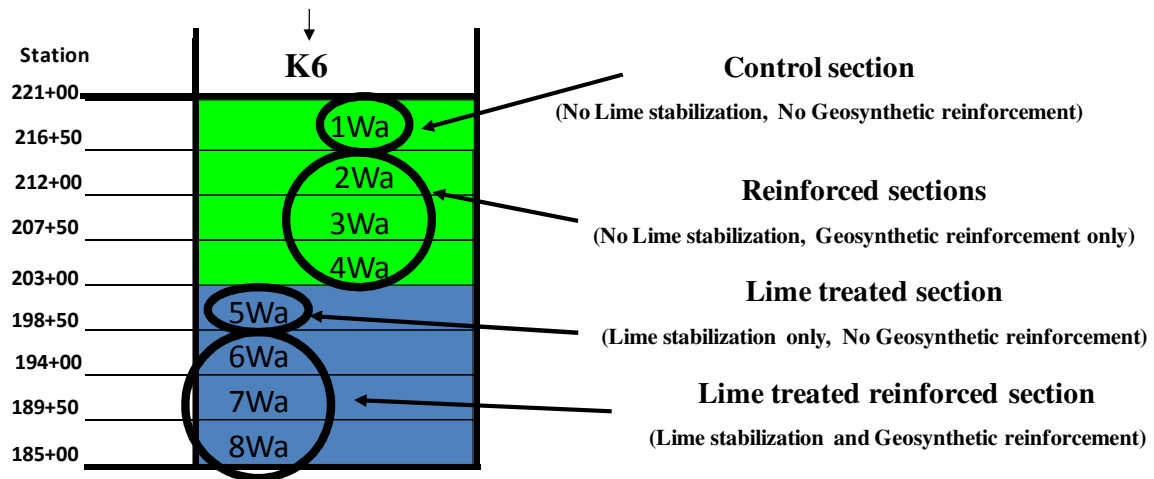 Station
K6
221+00
216+50
212+00
207+50
203+00
198+50
194+00
189+50
185+00
1Wa
2Wa
3Wa
4Wa
5Wa
6Wa
7Wa
8Wa
Control section
(No Lime stabilization, No Geosynthetic reinforcement)
Reinforced sections
(No Lime stabilization, Geosynthetic reinforcement only)
Lime treated section
(Lime stabilization only, No Geosynthetic reinforcement)
Lime treated reinforced section
(Lime stabilization and Geosynthetic reinforcement)